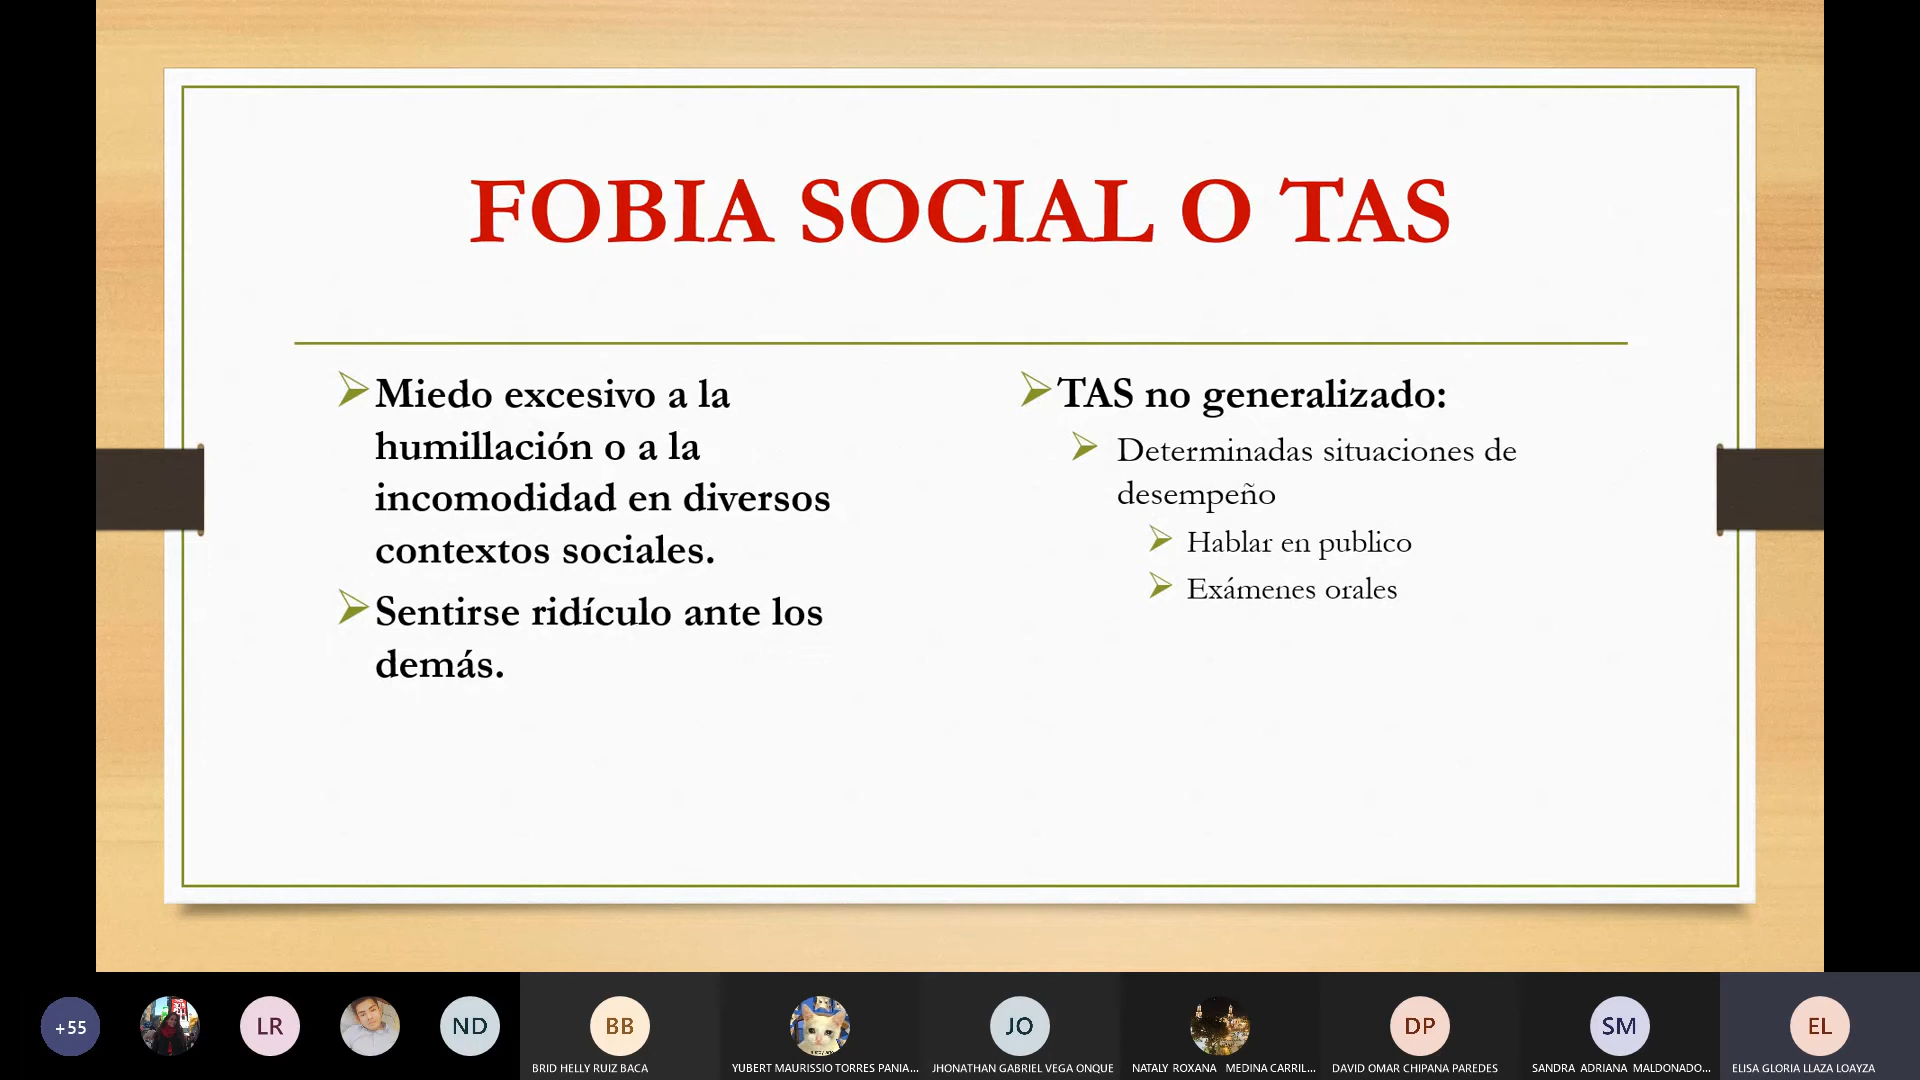 FOBIA SOCIAL O TAS
Miedo excesivo a la
humillación o a la
incomodidad en diversos
contextos sociales.
Sentirse ridículo ante los
demás.
TAS no generalizado:
Determinadas situaciones de
desempeño
Hablar en publico
Exámenes orales
+55
LR
ND
BB
JO
DP
SM
EL
BRID HELLY RUIZ BACA
YUBERT MAURISSIO TORRES PANIA...
JHONATHAN GABRIEL VEGA ONQUE
NATALY ROXANA MEDINA CARRIL...
DAVID OMAR CHIPANA PAREDES
SANDRA ADRIANA MALDONADO...
ELISA GLORIA LLAZA LOAYZA